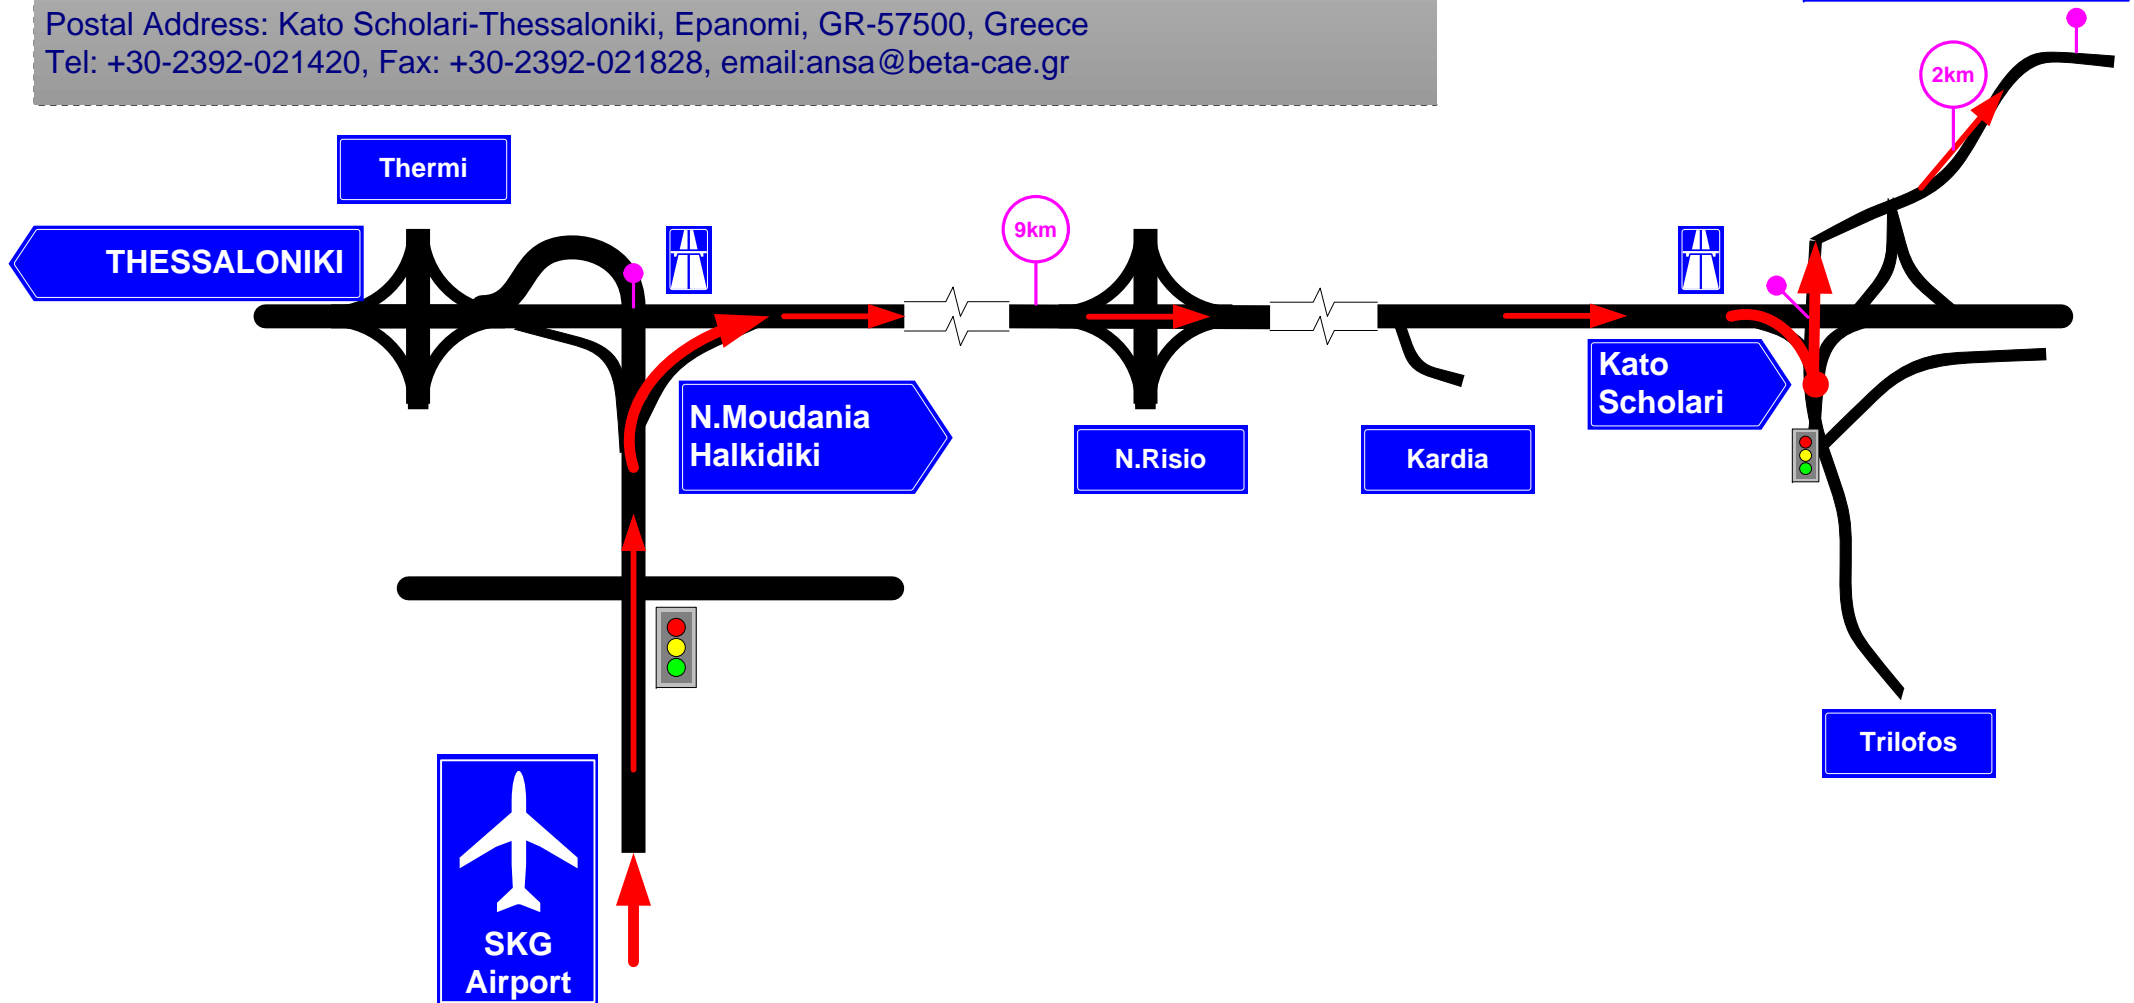 Postal Address: Kato Scholari-Thessaloniki, Epanomi, GR-57500, Greece
Tel: +30-2392-021420, Fax: +30-2392-021828, email:ansa@beta-cae.gr
2km
Thermi
THESSALONIKI
9km
N.Moudania
Halkidiki
N.Risio
Kardia
Kato
Scholari
Trilofos
SKG
Airport